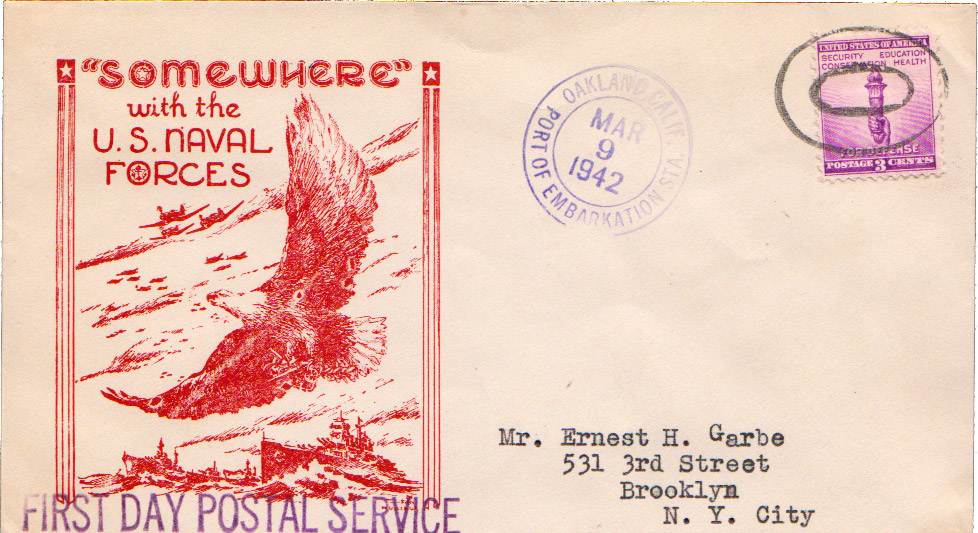 "SOMEWHERE"
with the
U.S. NAVAL
FORCES
FIRST DAY POSTAL SERVICE
OAKLAND, CALIF.
PORT OF EMBARKATION STA.
MAR
9
1942
UNITED STATES OF AMERICA
SECURITY EDUCATION
CONSERVATION HEALTH
FOR DEFENSE
POSTAGE 3 CENTS
Mr. Ernest H. Garbe
531 3rd Street
Brooklyn
N. Y. City